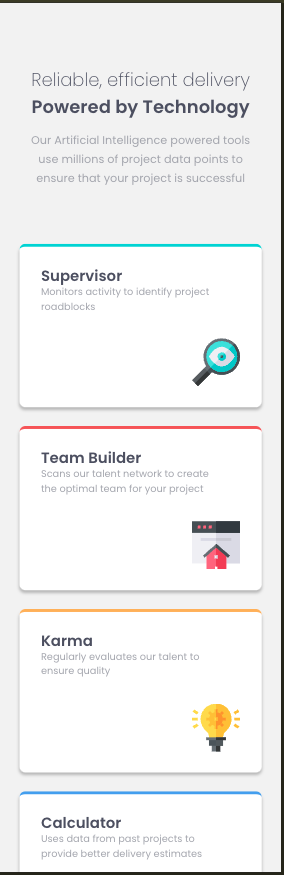 Reliable, efficient delivery
Powered by Technology
Our Artificial Intelligence powered tools
use millions of project data points to
ensure that your project is successful
Supervisor
Monitors activity to identify project
roadblocks
Team Builder
Scans our talent network to create
the optimal team for your project
Karma
Regularly evaluates our talent to
ensure quality
Calculator
Uses data from past projects to
provide better delivery estimates